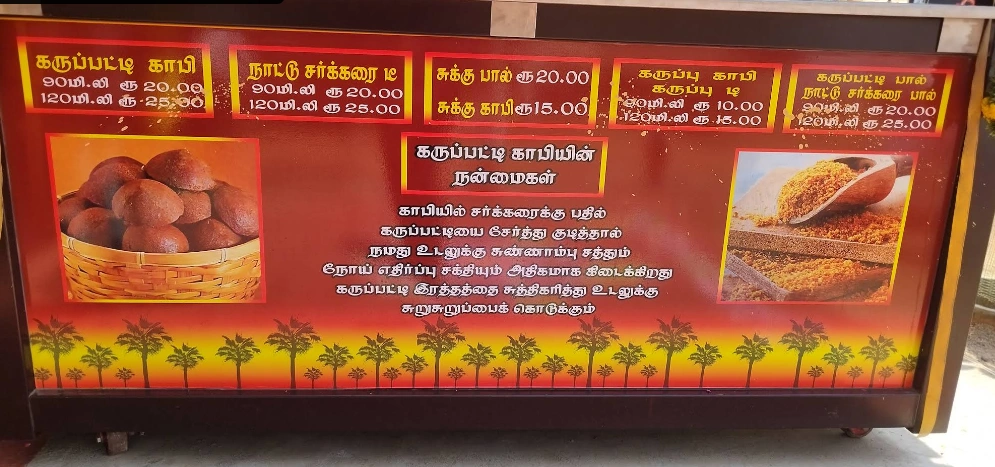 கருப்பட்டி காபி
90மி.லி ரூ 20.00
120மி.லி ரூ 25.00
நாட்டு சர்க்கரை டீ
90மி.லி ரூ 20.00
120மி.லி ரூ 25.00
சுக்கு பால் ரூ 20.00
சுக்கு காபி ரூ 15.00
கருப்பு காபி
கருப்பு டீ
90மி.லி ரூ 10.00
120மி.லி ரூ 15.00
கருப்பட்டி பால்
நாட்டு சர்க்கரை பால்
90மி.லி ரூ 20.00
120மி.லி ரூ 25.00
கருப்பட்டி காபியின்
நன்மைகள்
காபியில் சர்க்கரைக்கு பதில்
கருப்பட்டியை சேர்த்து குடித்தால்
நமது உடலுக்கு சுண்ணாம்பு சத்தும்
நோய் எதிர்ப்பு சக்தியும் அதிகமாக கிடைக்கிறது
கருப்பட்டி இரத்தத்தை சுத்திகரித்து உடலுக்கு
சுறுசுறுப்பைக் கொடுக்கும்